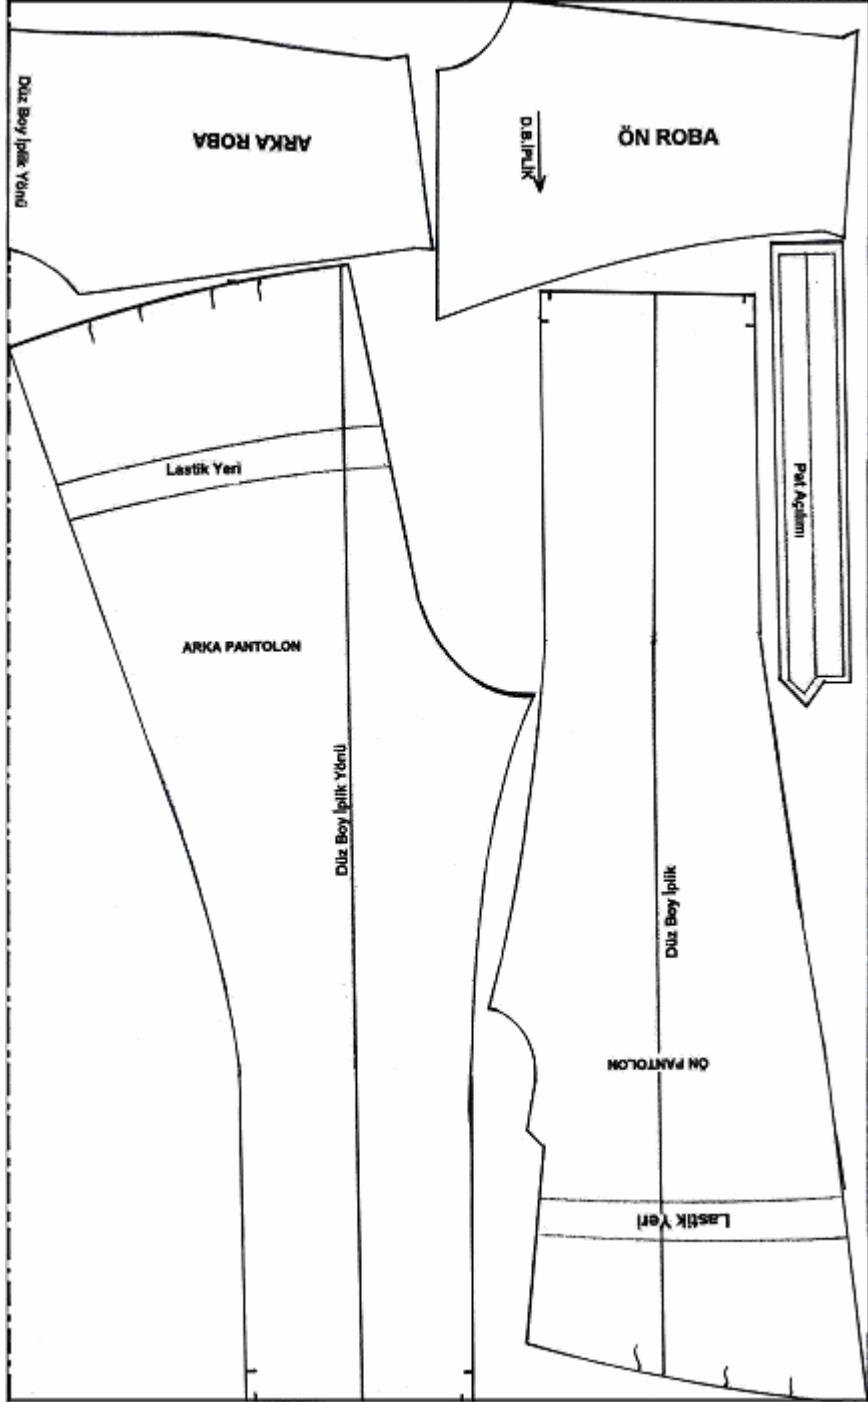 ARKA ROBA
Düz Boy İplik Yönü
D.B.İPLİK
ÖN ROBA
Lastik Yeri
Pat Açılımı
ARKA PANTOLON
Düz Boy İplik Yönü
Düz Boy İplik
ÖN PANTOLON
Lastik Yeri